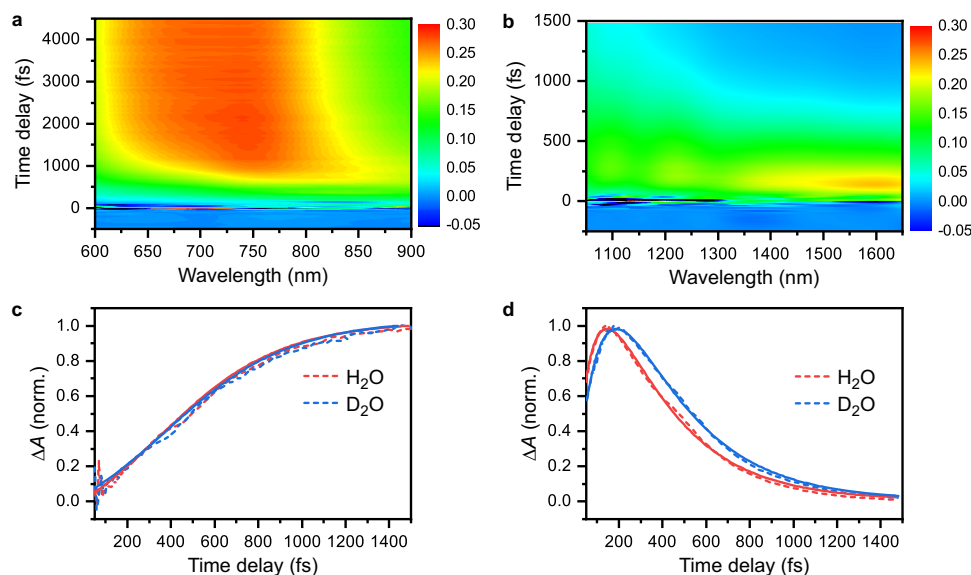 a
4000
3000
2000
1000
0
Time delay (fs)
600 650 700 750 800 850 900
Wavelength (nm)
0.30
0.25
0.20
0.15
0.10
0.05
0.00
-0.05
b
1500
1000
500
0
Time delay (fs)
1100 1200 1300 1400 1500 1600
Wavelength (nm)
0.30
0.25
0.20
0.15
0.10
0.05
0.00
-0.05
c
1.0
0.8
0.6
0.4
0.2
0.0
ΔA (norm.)
H₂O
D₂O
200 400 600 800 1000 1200 1400
Time delay (fs)
d
1.0
0.8
0.6
0.4
0.2
0.0
ΔA (norm.)
H₂O
D₂O
200 400 600 800 1000 1200 1400
Time delay (fs)